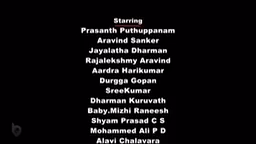 Starring
Prasanth Puthuppanam
Aravind Sanker
Jayalatha Dharman
Rajalekshmy Aravind
Aardra Harikumar
Durgga Gopan
SreeKumar
Dharman Kuruvath
Baby.Mizhi Raneesh
Shyam Prasad C S
Mohammed Ali P D
Alavi Chalavara